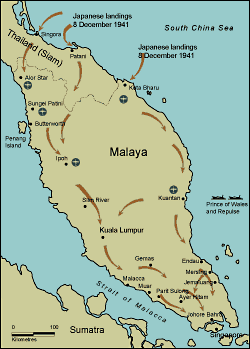 Japanese landings
8 December 1941
South China Sea
Singora
Japanese landings
8 December 1941
Thailand (Siam)
Patani
Alor Star
Kota Bharu
Sungei Patini
Butterworth
Penang
Island
Malaya
Ipoh
Prince of Wales
and Repulse
Kuantan
Slim River
Kuala Lumpur
Endau
Gemas
Mersing
Malacca
Jemaluang
Muar
Parit Sulong
Ayer Hitam
Strait of Malacca
Johore Bahru
0
100
Kilometres
Sumatra
Singapore